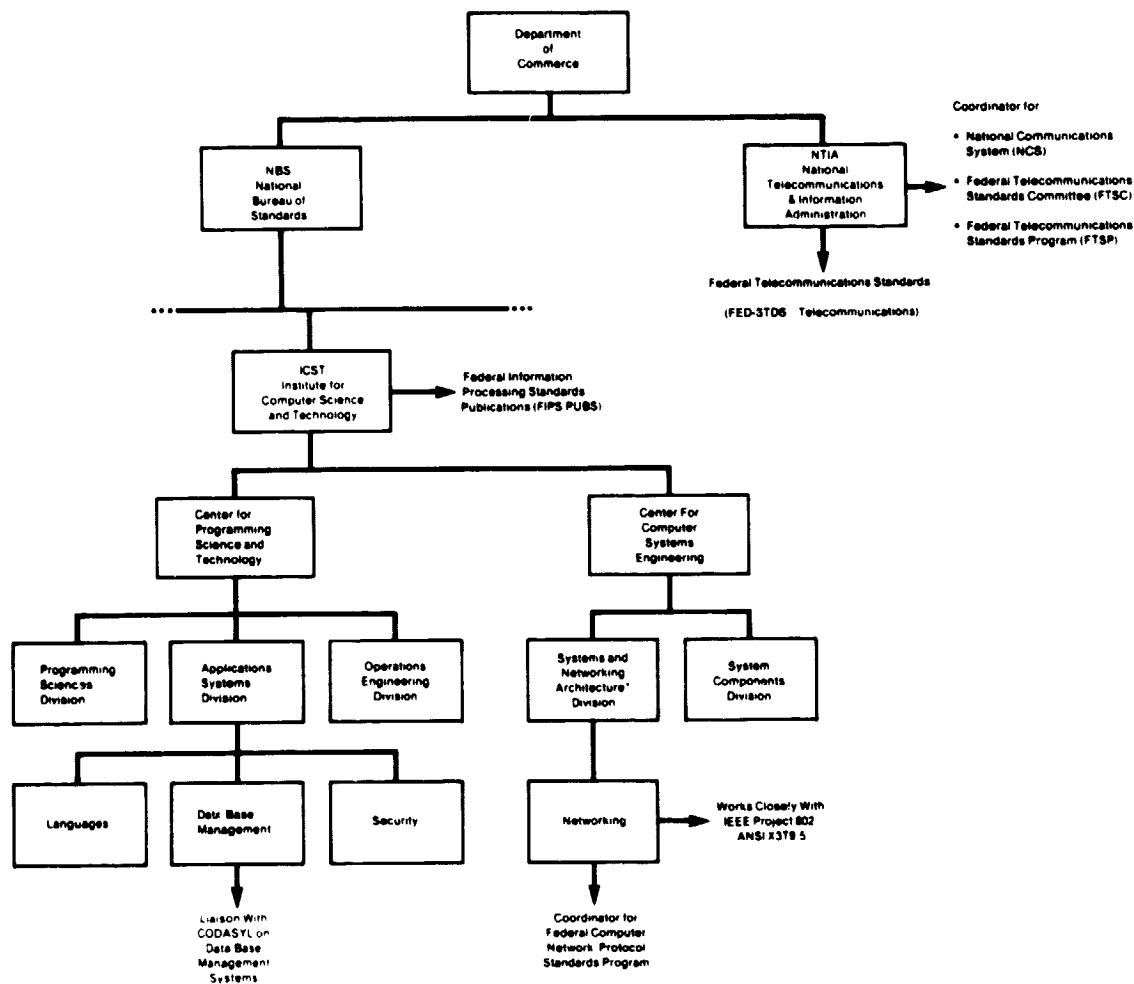 Department
of
Commerce
NBS
National
Bureau of
Standards
NTIA
National
Telecommunications
& Information
Administration
Coordinator for
• National Communications
System (NCS)
• Federal Telecommunications
Standards Committee (FTSC)
• Federal Telecommunications
Standards Program (FTSP)
Federal Telecommunications Standards
(FED-STDS Telecommunications)
ICST
Institute for
Computer Science
and Technology
Federal Information
Processing Standards
Publications (FIPS PUBS)
Center for
Programming
Science and
Technology
Center For
Computer
Systems
Engineering
Programming
Sciences
Division
Applications
Systems
Division
Operations
Engineering
Division
Systems and
Networking
Architecture*
Division
System
Components
Division
Languages
Data Base
Management
Security
Networking
Works Closely With
IEEE Project 802
ANSI X3T9 5
Liaison With
CODASYL on
Data Base
Management
Systems
Coordinator for
Federal Computer
Network Protocol
Standards Program